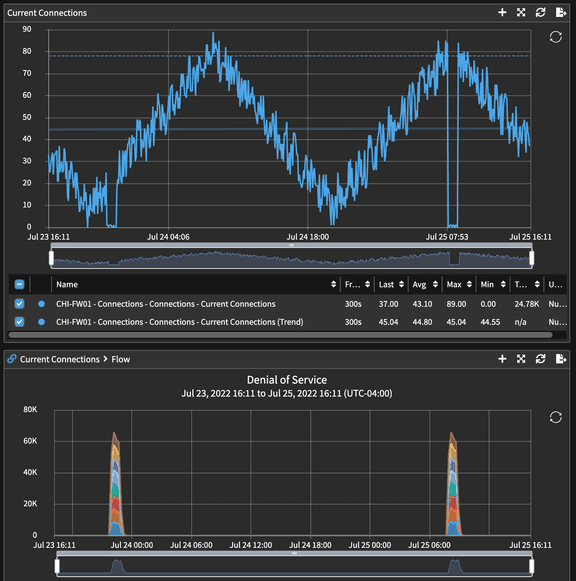 Current Connections
90
80
70
60
50
40
30
20
10
0
Jul 23 16:11 Jul 24 04:06 Jul 24 18:00 Jul 25 07:53 Jul 25 16:11
Name Fr... Last Avg Max Min T... U...
CHI-FW01 - Connections - Connections - Current Connections 300s 37.00 43.10 89.00 0.00 24.78K Nu...
CHI-FW01 - Connections - Connections - Current Connections (Trend) 300s 45.04 44.80 45.04 44.55 n/a Nu...
Current Connections > Flow
Denial of Service
Jul 23, 2022 16:11 to Jul 25, 2022 16:11 (UTC-04:00)
80K
60K
40K
20K
0
Jul 23 16:11 Jul 24 00:00 Jul 24 06:00 Jul 24 12:00 Jul 24 18:00 Jul 25 00:00 Jul 25 06:00 Jul 25 16:11